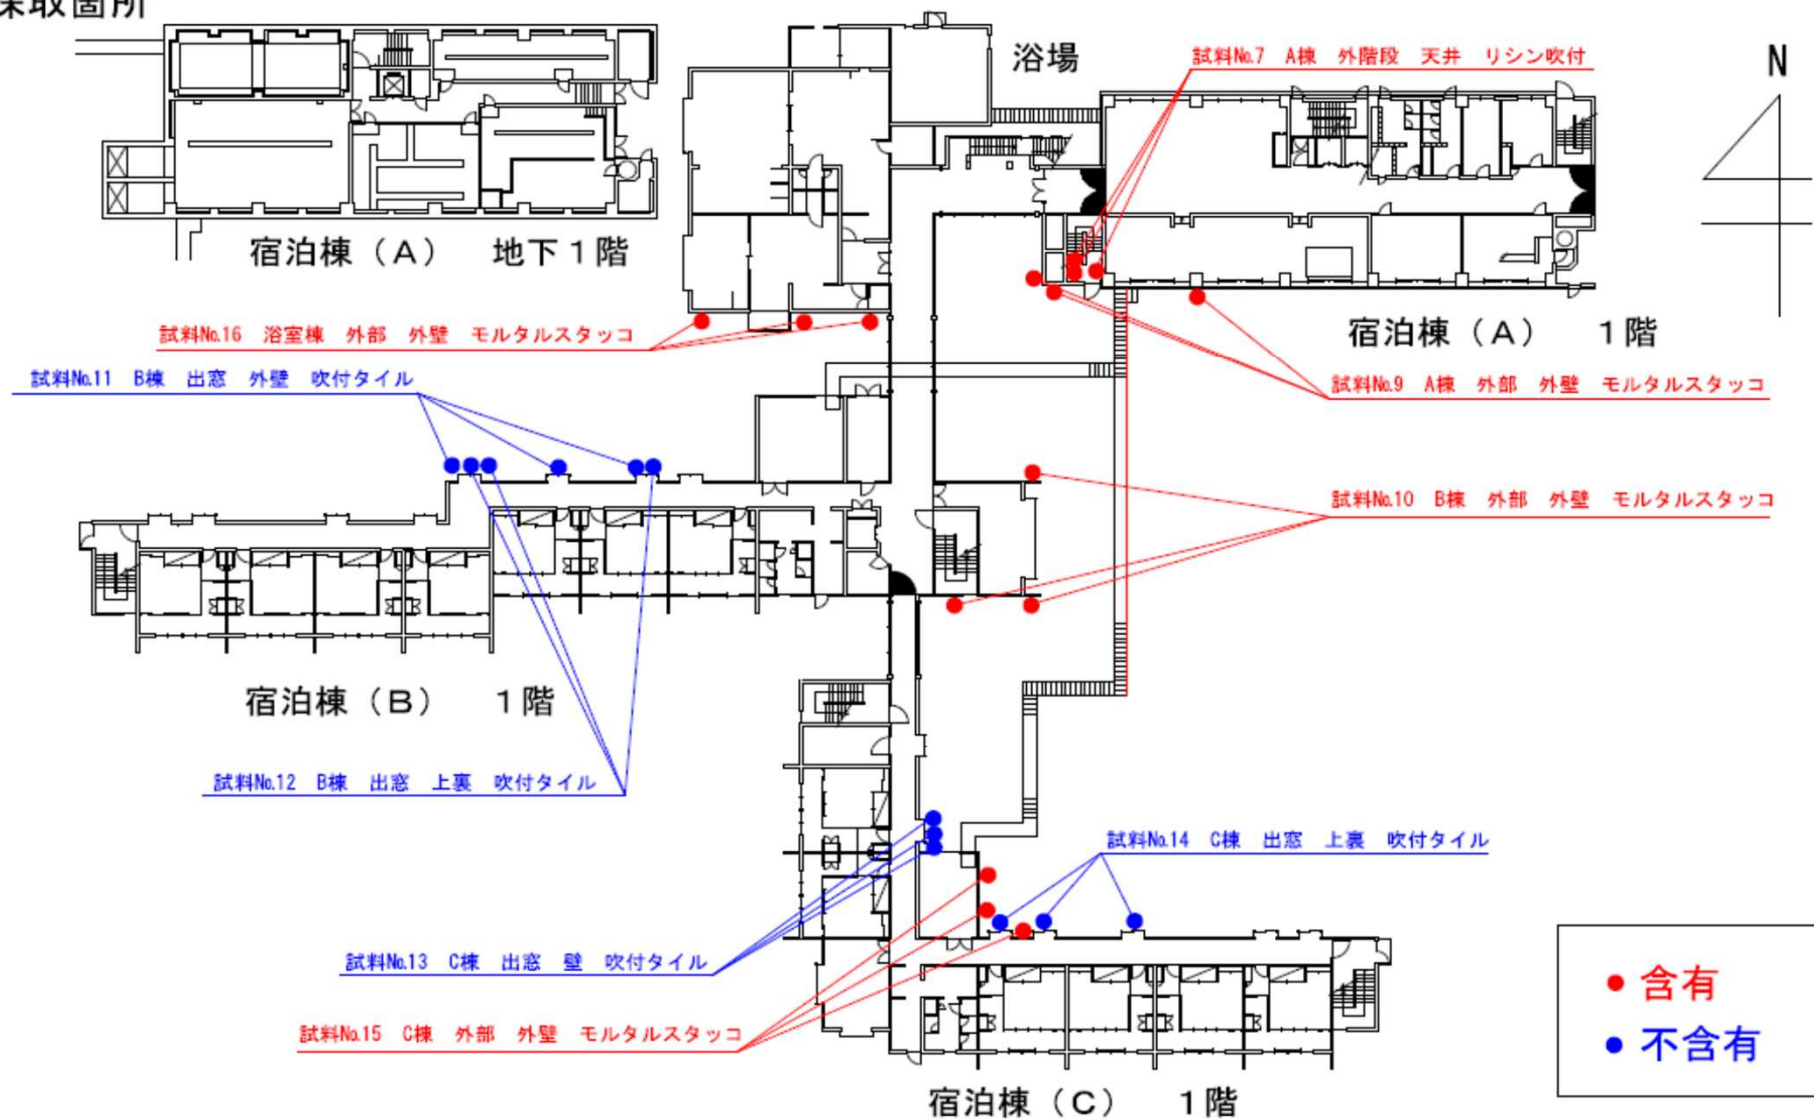 採取箇所
浴場
試料No.7 A棟 外階段 天井 リシン吹付
N
宿泊棟（A） 地下1階
試料No.16 浴室棟 外部 外壁 モルタルスタッコ
宿泊棟（A） 1階
試料No.11 B棟 出窓 外壁 吹付タイル
試料No.9 A棟 外部 外壁 モルタルスタッコ
試料No.10 B棟 外部 外壁 モルタルスタッコ
宿泊棟（B） 1階
試料No.12 B棟 出窓 上裏 吹付タイル
試料No.14 C棟 出窓 上裏 吹付タイル
試料No.13 C棟 出窓 壁 吹付タイル
含有
試料No.15 C棟 外部 外壁 モルタルスタッコ
不含有
宿泊棟（C） 1階